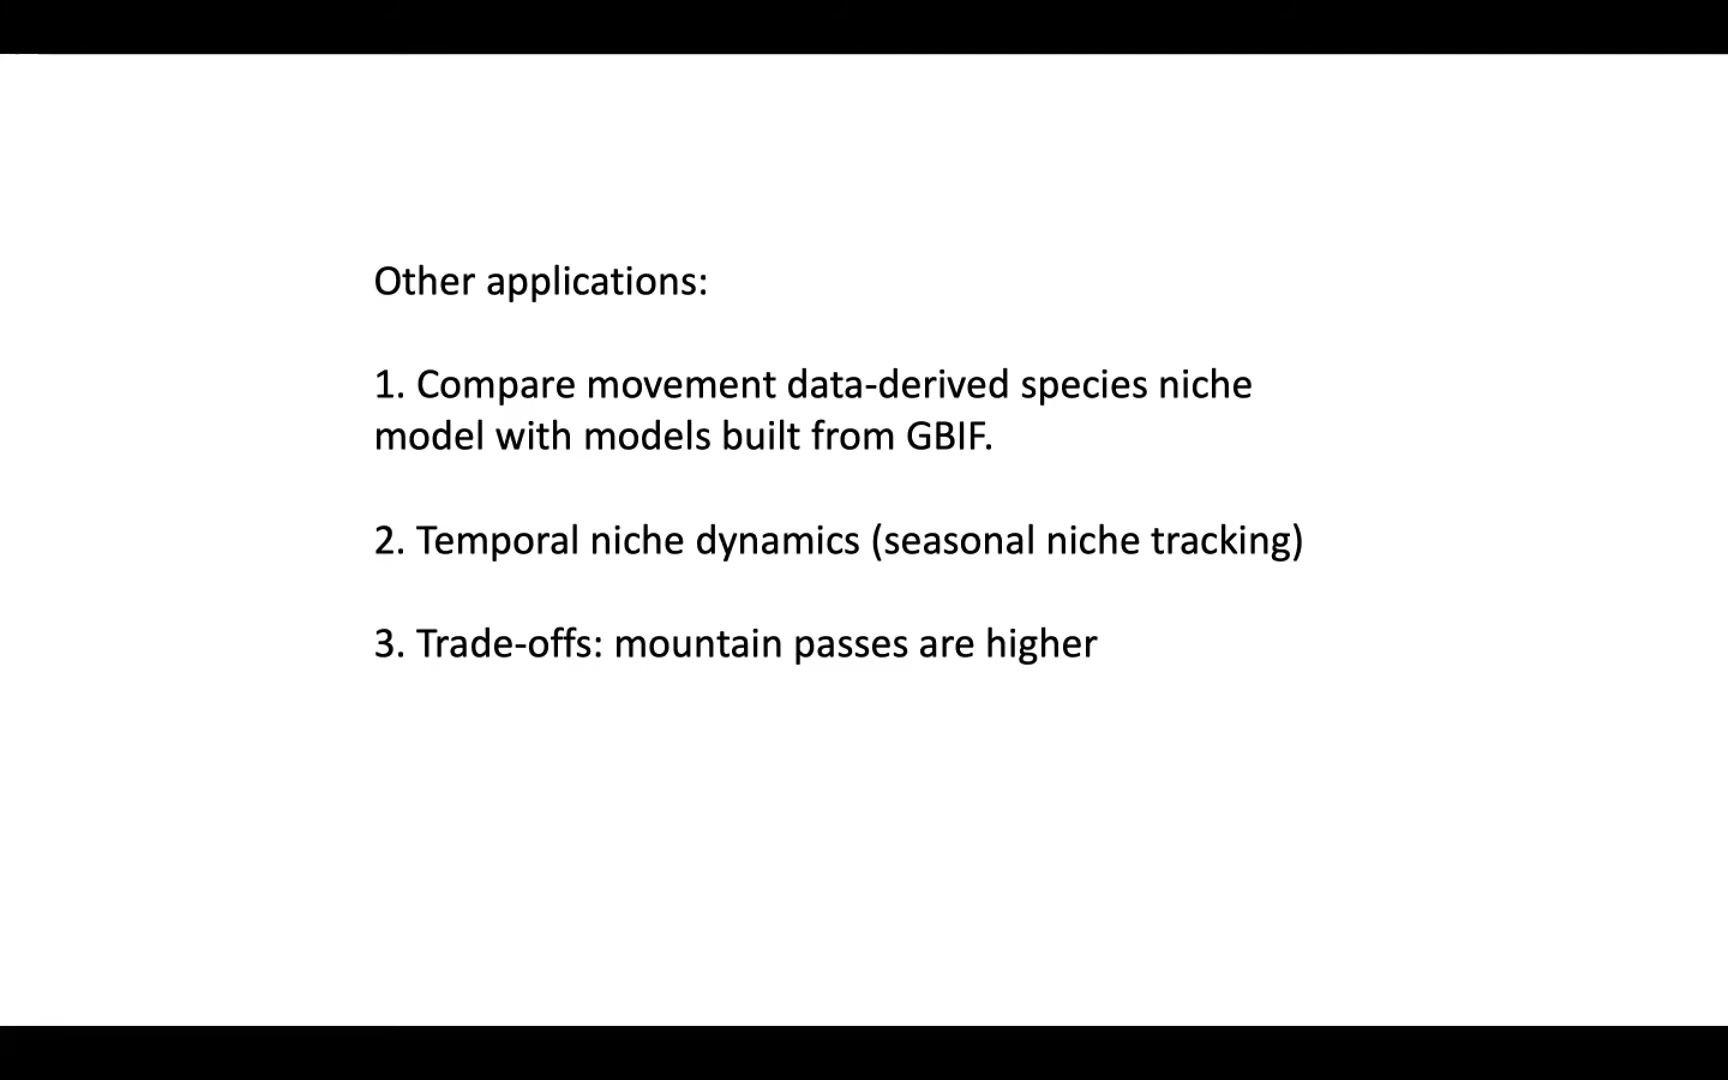 Other applications:
1. Compare movement data-derived species niche
model with models built from GBIF.
2. Temporal niche dynamics (seasonal niche tracking)
3. Trade-offs: mountain passes are higher